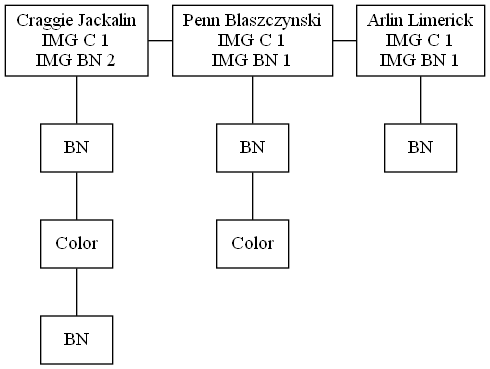 Craggie Jackalin
IMG C 1
IMG BN 2
Penn Blaszczynski
IMG C 1
IMG BN 1
Arlin Limerick
IMG C 1
IMG BN 1
BN
BN
BN
Color
Color
BN